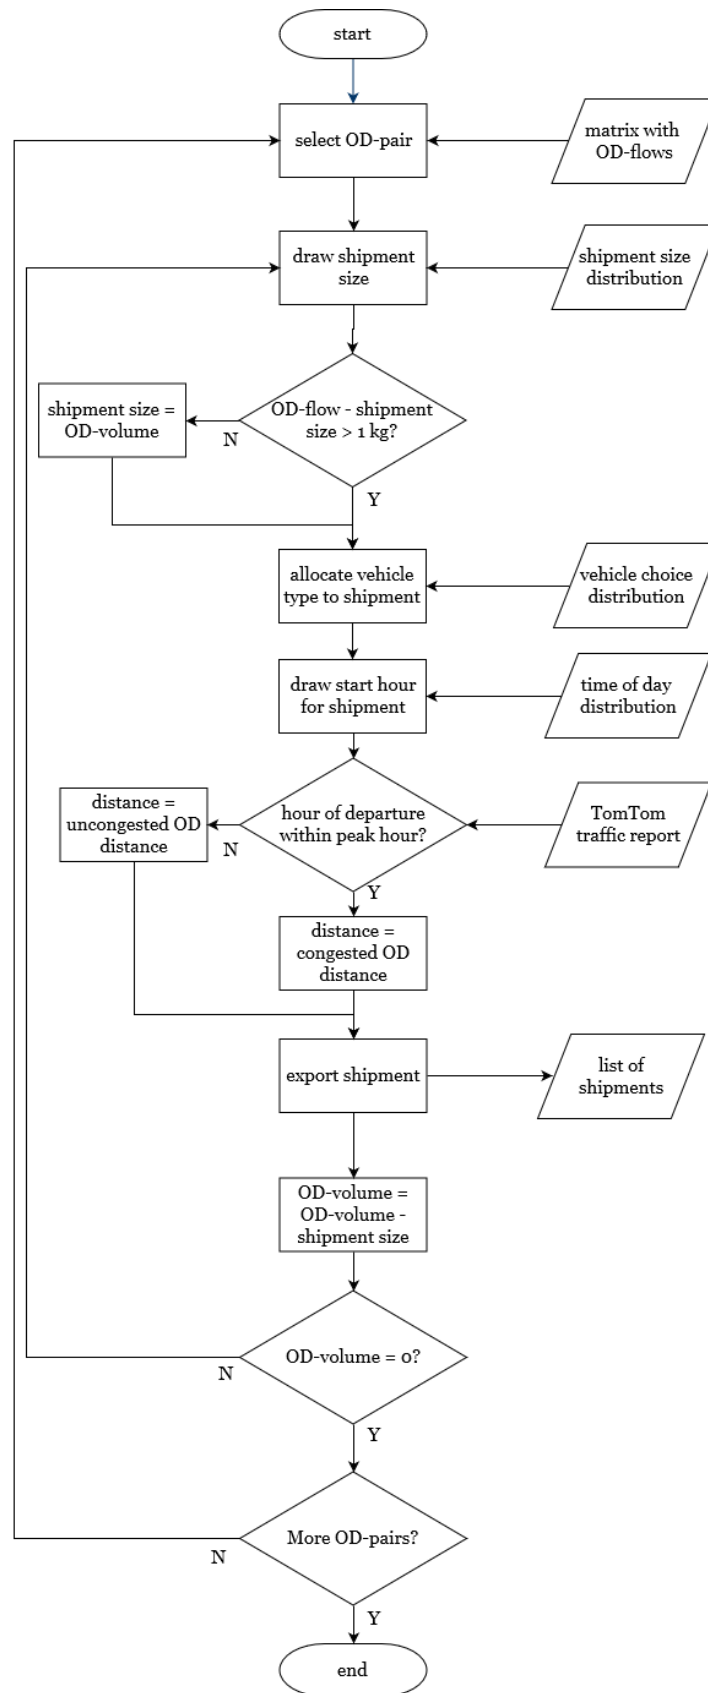 start
select OD-pair
matrix with
OD-flows
draw shipment
size
shipment size
distribution
shipment size =
OD-volume
OD-flow - shipment
size > 1 kg?
N
Y
allocate vehicle
type to shipment
vehicle choice
distribution
draw start hour
for shipment
time of day
distribution
distance =
uncongested OD
distance
hour of departure
within peak hour?
TomTom
traffic report
N
Y
distance =
congested OD
distance
export shipment
list of
shipments
OD-volume =
OD-volume -
shipment size
OD-volume = 0?
N
Y
More OD-pairs?
N
Y
end